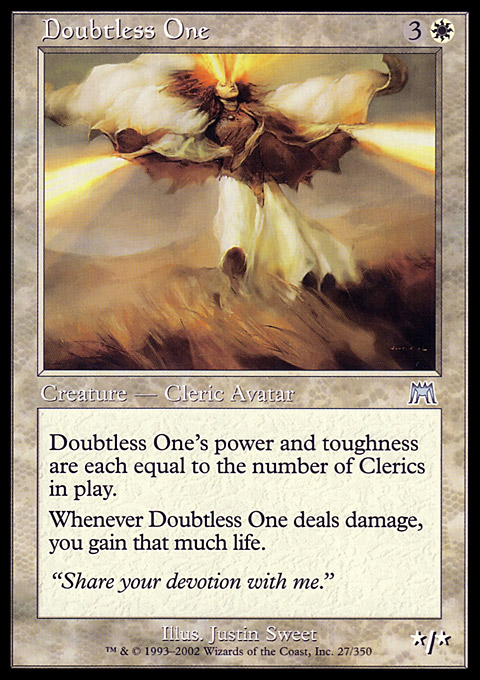 Doubtless One 3
Creature — Cleric Avatar
Doubtless One's power and toughness
are each equal to the number of Clerics
in play.
Whenever Doubtless One deals damage,
you gain that much life.
"Share your devotion with me."
Illus. Justin Sweet
™ & © 1993–2002 Wizards of the Coast, Inc. 27/350
*/*